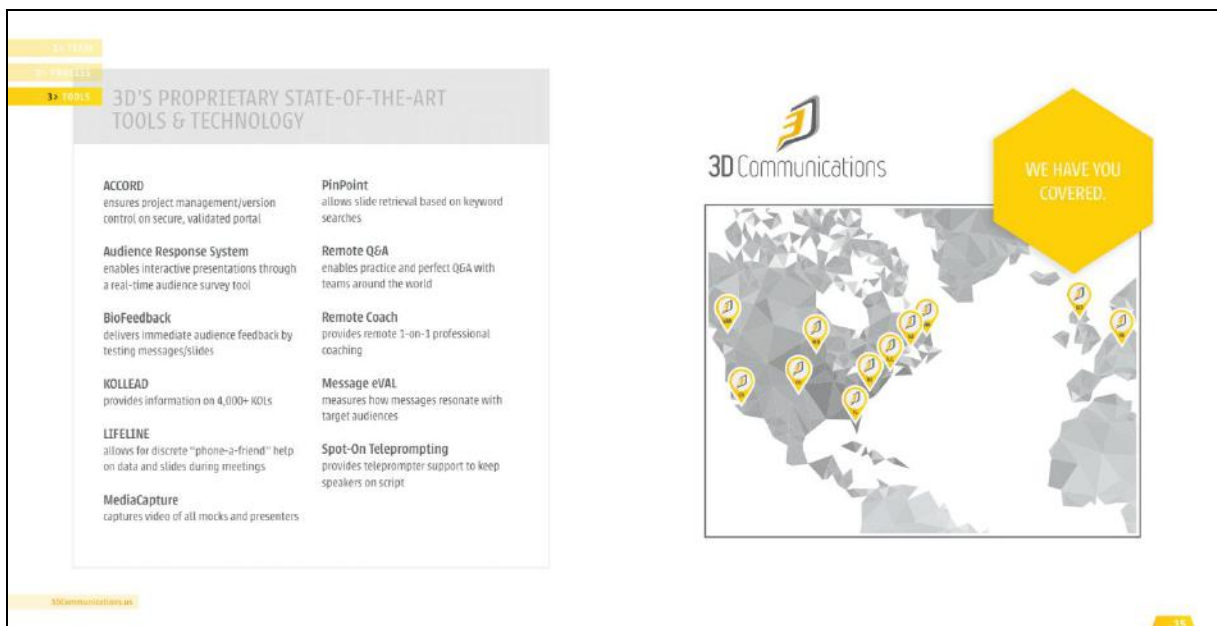 1> TEAM
2> PROCESS
3> TOOLS
3D'S PROPRIETARY STATE-OF-THE-ART
TOOLS & TECHNOLOGY
ACCORD
ensures project management/version
control on secure, validated portal
Audience Response System
enables interactive presentations through
a real-time audience survey tool
BioFeedback
delivers immediate audience feedback by
testing messages/slides
KOLLEAD
provides information on 4,000+ KOLs
LIFELINE
allows for discrete "phone-a-friend" help
on data and slides during meetings
MediaCapture
captures video of all mocks and presenters
PinPoint
allows slide retrieval based on keyword
searches
Remote Q&A
enables practice and perfect Q&A with
teams around the world
Remote Coach
provides remote 1-on-1 professional
coaching
Message eVAL
measures how messages resonate with
target audiences
Spot-On Teleprompting
provides teleprompter support to keep
speakers on script
3DCommunications.us
3D Communications
WE HAVE YOU
COVERED.
35